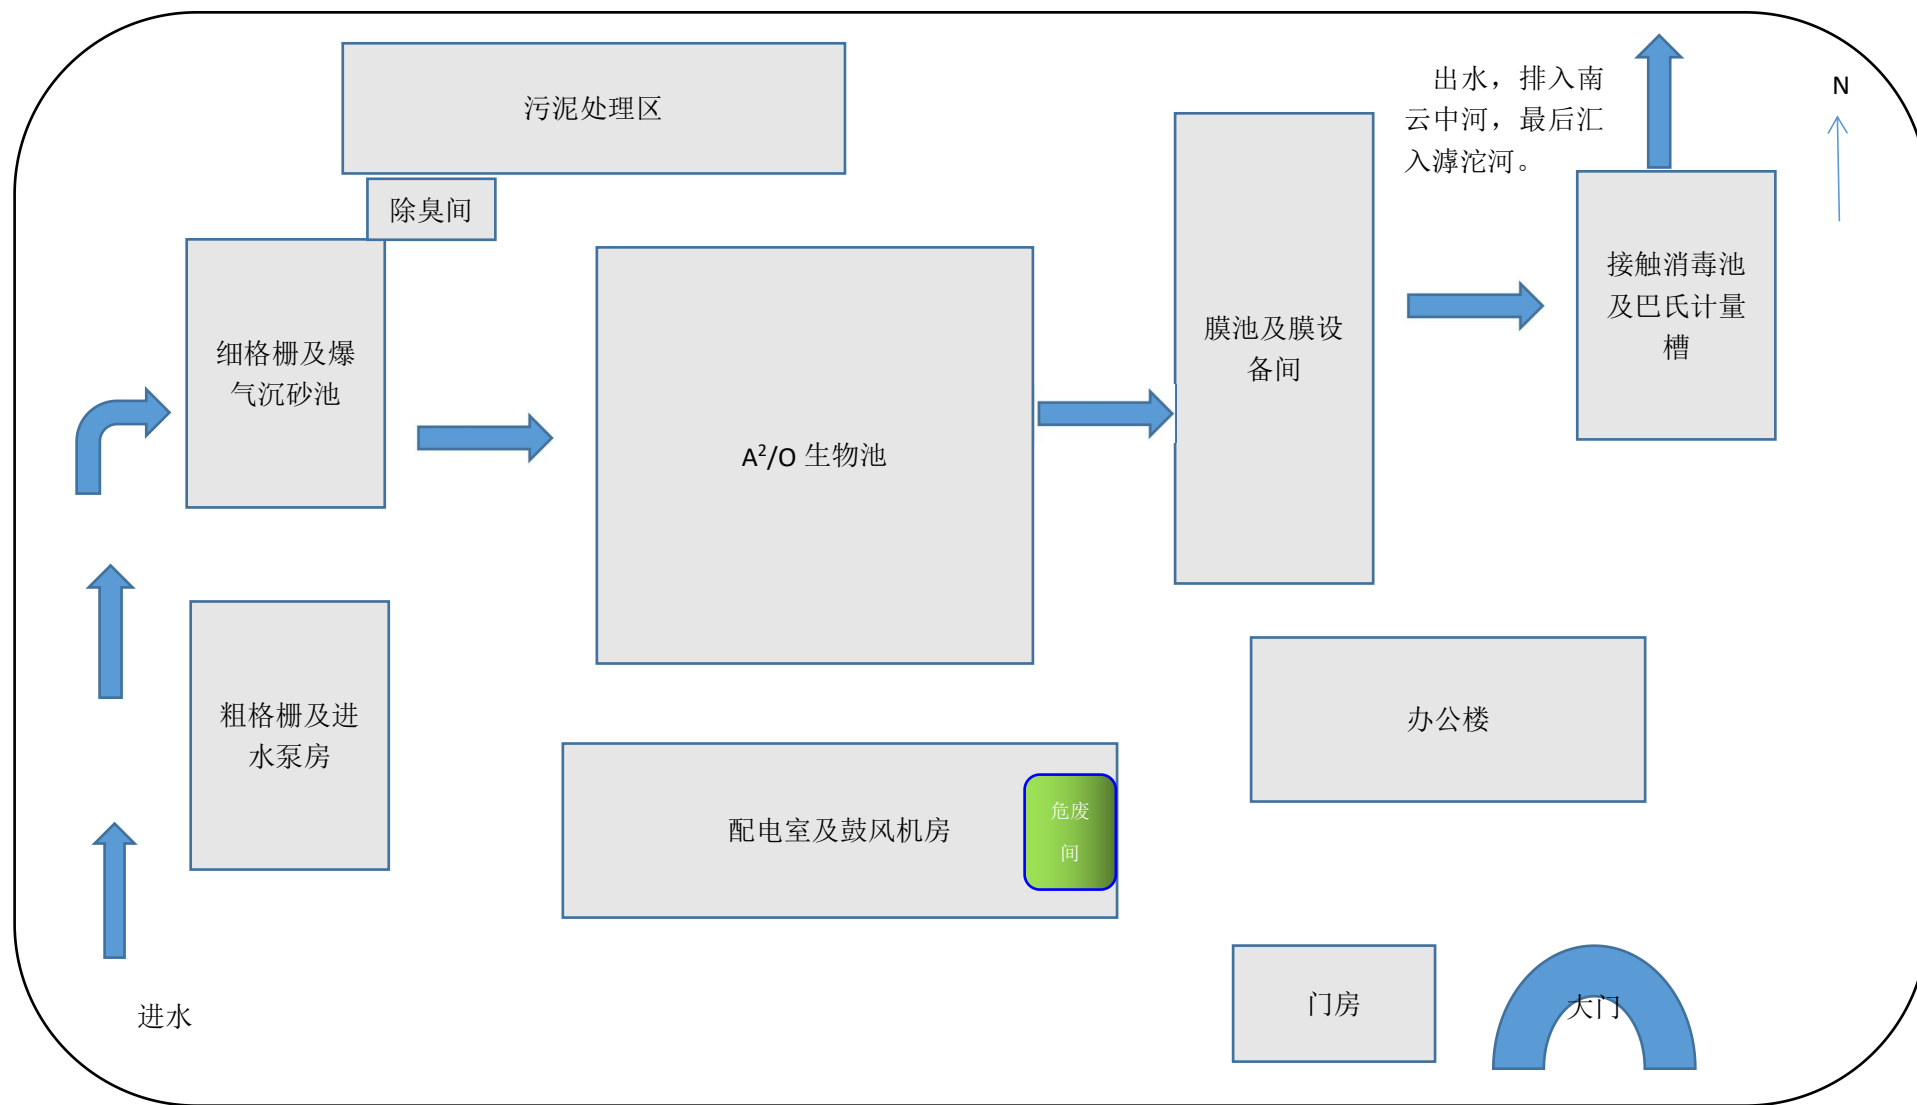 污泥处理区
出水，排入南
云中河，最后汇
入滹沱河。
N
除臭间
接触消毒池
及巴氏计量
槽
细格栅及爆
气沉砂池
膜池及膜设
备间
A²/O 生物池
粗格栅及进
水泵房
办公楼
配电室及鼓风机房
危废
间
进水
门房
大门